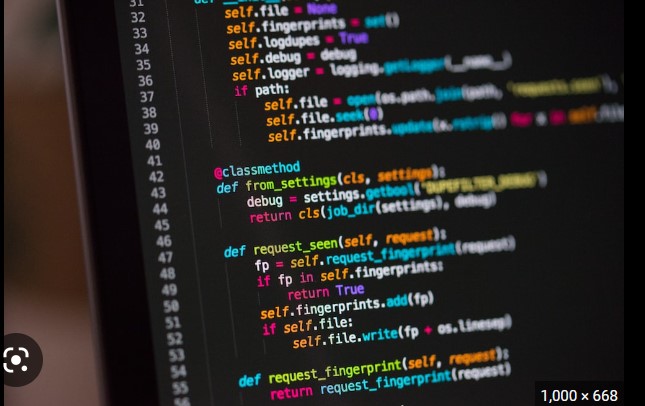 31 def __init__
32 self.file = None
33 self.fingerprints = set()
34 self.logdupes = True
35 self.debug = debug
36 self.logger = logging.getLogger(__name__)
37 if path:
38 self.file = open(os.path.join(path, 'requests.seen'),
39 self.file.seek(0)
40 self.fingerprints.update(x.rstrip() for x in self.file
41
42 @classmethod
43 def from_settings(cls, settings):
44 debug = settings.getbool('DUPEFILTER_DEBUG')
45 return cls(job_dir(settings), debug)
46
47 def request_seen(self, request):
48 fp = self.request_fingerprint(request)
49 if fp in self.fingerprints:
50 return True
51 self.fingerprints.add(fp)
52 if self.file:
53 self.file.write(fp + os.linesep)
54
55 def request_fingerprint(self, request):
56 return request_fingerprint(request)
1,000 × 668